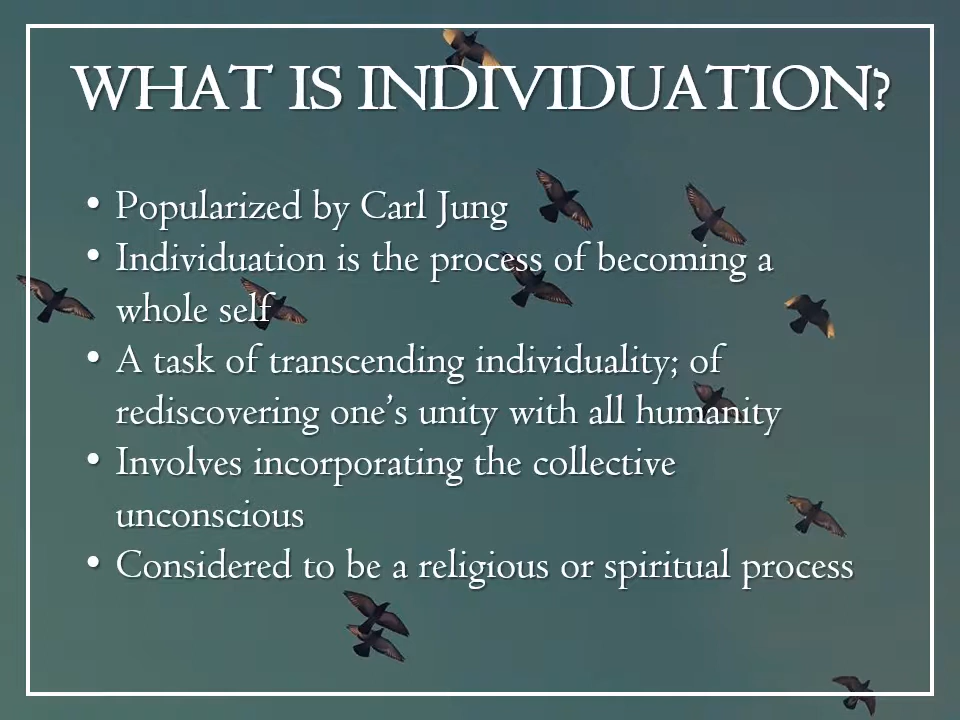 WHAT IS INDIVIDUATION?
• Popularized by Carl Jung
• Individuation is the process of becoming a
whole self
• A task of transcending individuality; of
rediscovering one’s unity with all humanity
• Involves incorporating the collective
unconscious
• Considered to be a religious or spiritual process